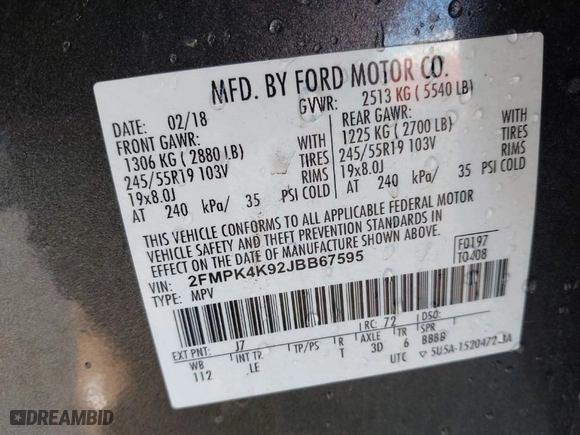 MFD. BY FORD MOTOR CO.
DATE: 02/18 GVWR: 2513 KG ( 5540 LB)
FRONT GAWR: REAR GAWR:
1306 KG ( 2880 LB) WITH 1225 KG ( 2700 LB) WITH
245/55R19 103V TIRES 245/55R19 103V TIRES
19x8.0J RIMS 19x8.0J RIMS
AT 240 kPa/ 35 PSI COLD AT 240 kPa/ 35 PSI COLD
THIS VEHICLE CONFORMS TO ALL APPLICABLE FEDERAL MOTOR
VEHICLE SAFETY AND THEFT PREVENTION STANDARDS IN
EFFECT ON THE DATE OF MANUFACTURE SHOWN ABOVE.
VIN: 2FMPK4K92JBB67595 F0197
TYPE: MPV T0408
EXT PNT: J7 RC: 72 DSO:
WB INT TR TP/PS R AXLE TR SPR
112 LE T 3D 6 BBBB
UTC ▽ 5USA-1520472-JA
DREAMBID